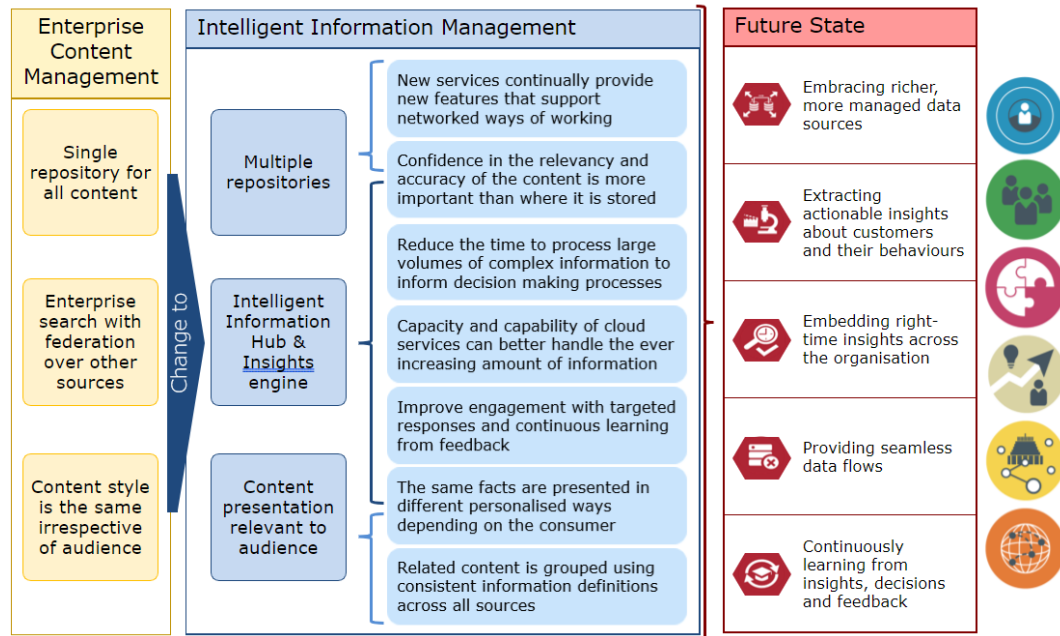 Enterprise
Content
Management
Single
repository for
all content
Enterprise
search with
federation
over other
sources
Content style
is the same
irrespective
of audience
Change to
Intelligent Information Management
Multiple
repositories
Intelligent
Information
Hub &
Insights
engine
Content
presentation
relevant to
audience
New services continually provide
new features that support
networked ways of working
Confidence in the relevancy and
accuracy of the content is more
important than where it is stored
Reduce the time to process large
volumes of complex information to
inform decision making processes
Capacity and capability of cloud
services can better handle the ever
increasing amount of information
Improve engagement with targeted
responses and continuous learning
from feedback
The same facts are presented in
different personalised ways
depending on the consumer
Related content is grouped using
consistent information definitions
across all sources
Future State
Embracing richer,
more managed data
sources
Extracting
actionable insights
about customers
and their behaviours
Embedding right-
time insights across
the organisation
Providing seamless
data flows
Continuously
learning from
insights, decisions
and feedback